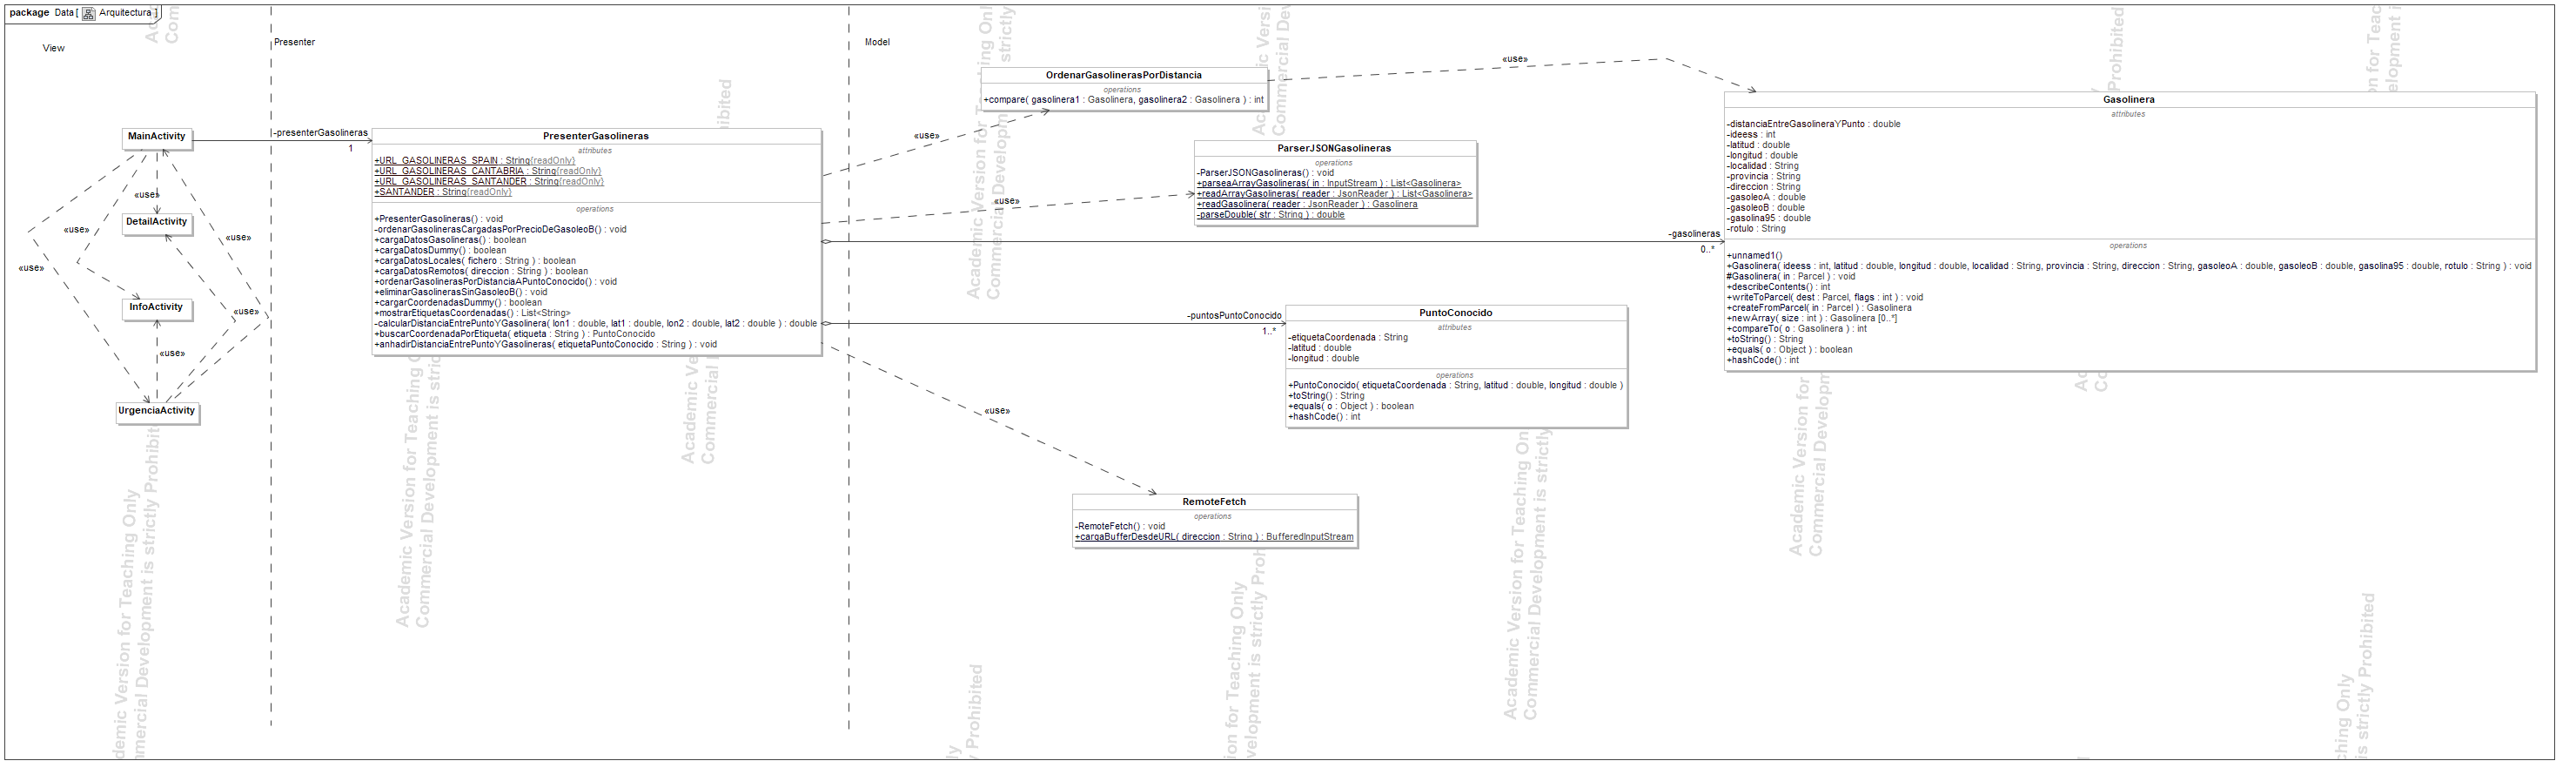 package Data [ Arquitectura ]
View
Presenter
Model
MainActivity
-presenterGasolineras
1
«use»
DetailActivity
«use»
«use»
«use»
InfoActivity
«use»
«use»
UrgenciaActivity
PresenterGasolineras
attributes
+URL_GASOLINERAS_SPAIN : String{readOnly}
+URL_GASOLINERAS_CANTABRIA : String{readOnly}
+URL_GASOLINERAS_SANTANDER : String{readOnly}
+SANTANDER : String{readOnly}
operations
+PresenterGasolineras() : void
-ordenarGasolinerasCargadasPorPrecioDeGasoleoB() : void
+cargaDatosGasolineras() : boolean
+cargaDatosDummy() : boolean
+cargaDatosLocales( fichero : String ) : boolean
+cargaDatosRemotos( direccion : String ) : boolean
+ordenarGasolinerasPorDistanciaAPuntoConocido() : void
+eliminarGasolinerasSinGasoleoB() : void
+cargarCoordenadasDummy() : boolean
+mostrarEtiquetasCoordenadas() : List<String>
-calcularDistanciaEntrePuntoYGasolinera( lon1 : double, lat1 : double, lon2 : double, lat2 : double ) : double
+buscarCoordenadaPorEtiqueta( etiqueta : String ) : PuntoConocido
+anhadirDistanciaEntrePuntoYGasolineras( etiquetaPuntoConocido : String ) : void
«use»
«use»
«use»
«use»
-gasolineras
0..*
-puntosPuntoConocido
1..*
OrdenarGasolinerasPorDistancia
operations
+compare( gasolinera1 : Gasolinera, gasolinera2 : Gasolinera ) : int
ParserJSONGasolineras
operations
-ParserJSONGasolineras() : void
+parseaArrayGasolineras( in : InputStream ) : List<Gasolinera>
+readArrayGasolineras( reader : JsonReader ) : List<Gasolinera>
+readGasolinera( reader : JsonReader ) : Gasolinera
-parseDouble( str : String ) : double
PuntoConocido
attributes
-etiquetaCoordenada : String
-latitud : double
-longitud : double
operations
+PuntoConocido( etiquetaCoordenada : String, latitud : double, longitud : double )
+toString() : String
+equals( o : Object ) : boolean
+hashCode() : int
RemoteFetch
operations
-RemoteFetch() : void
+cargaBufferDesdeURL( direccion : String ) : BufferedInputStream
Gasolinera
attributes
-distanciaEntreGasolineraYPunto : double
-ideess : int
-latitud : double
-longitud : double
-localidad : String
-provincia : String
-direccion : String
-gasoleoA : double
-gasoleoB : double
-gasolina95 : double
-rotulo : String
operations
+unnamed1()
+Gasolinera( ideess : int, latitud : double, longitud : double, localidad : String, provincia : String, direccion : String, gasoleoA : double, gasoleoB : double, gasolina95 : double, rotulo : String ) : void
#Gasolinera( in : Parcel ) : void
+describeContents() : int
+writeToParcel( dest : Parcel, flags : int ) : void
+createFromParcel( in : Parcel ) : Gasolinera
+newArray( size : int ) : Gasolinera [0..*]
+compareTo( o : Gasolinera ) : int
+toString() : String
+equals( o : Object ) : boolean
+hashCode() : int
Academic Version for Teaching Only
Commercial Development is strictly Prohibited